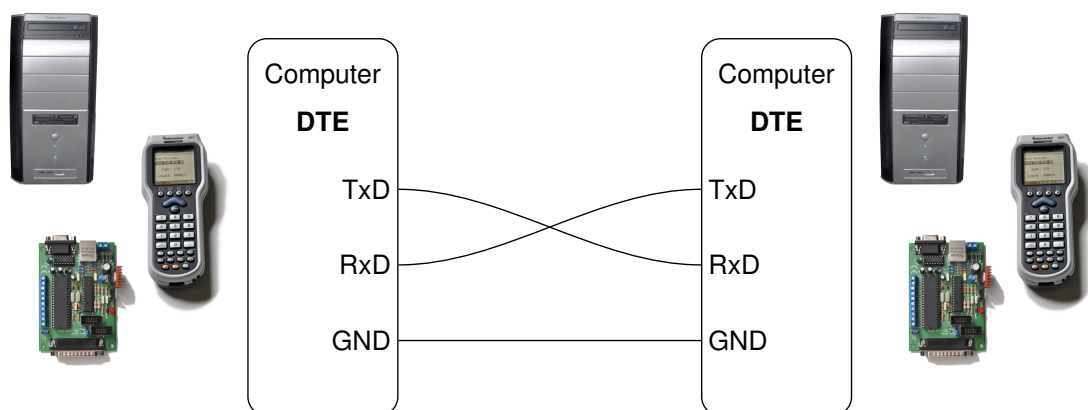 Computer
DTE
TxD
RxD
GND
Computer
DTE
TxD
RxD
GND